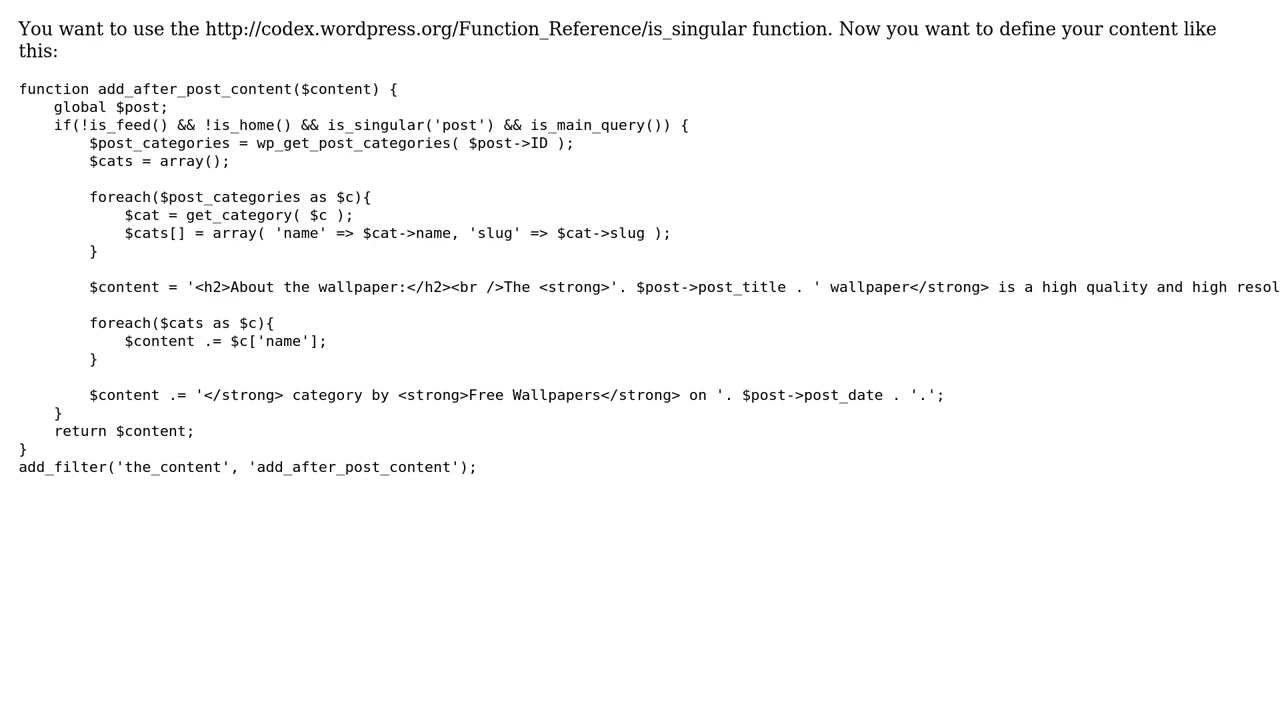 You want to use the http://codex.wordpress.org/Function_Reference/is_singular function. Now you want to define your content like
this:
function add_after_post_content($content) {
    global $post;
    if(!is_feed() && !is_home() && is_singular('post') && is_main_query()) {
        $post_categories = wp_get_post_categories( $post->ID );
        $cats = array();
        foreach($post_categories as $c){
            $cat = get_category( $c );
            $cats[] = array( 'name' => $cat->name, 'slug' => $cat->slug );
        }
        $content = '<h2>About the wallpaper:</h2><br />The <strong>'. $post->post_title . ' wallpaper</strong> is a high quality and high resol
        foreach($cats as $c){
            $content .= $c['name'];
        }
        $content .= '</strong> category by <strong>Free Wallpapers</strong> on '. $post->post_date . '.';
    }
    return $content;
}
add_filter('the_content', 'add_after_post_content');